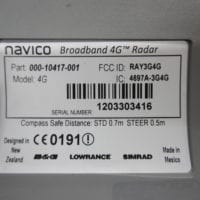 navico Broadband 4G™ Radar
Part: 000-10417-001 FCC ID: RAY3G4G
Model: 4G IC: 4697A-3G4G
SERIAL NUMBER 1203303416
Compass Safe Distance: STD 0.7m STEER 0.5m
CE0191!
Design in New Zealand B&G LOWRANCE SIMRAD Made in Mexico